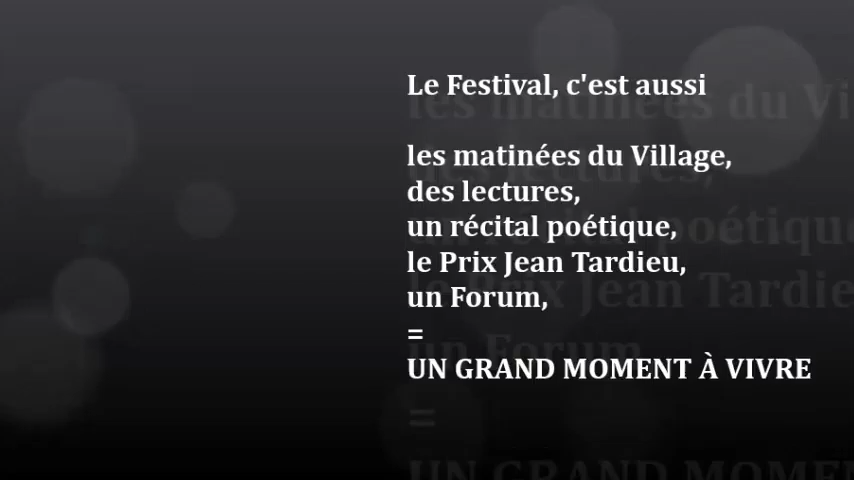 Le Festival, c'est aussi
les matinées du Village,
des lectures,
un récital poétique,
le Prix Jean Tardieu,
un Forum,
=
UN GRAND MOMENT À VIVRE